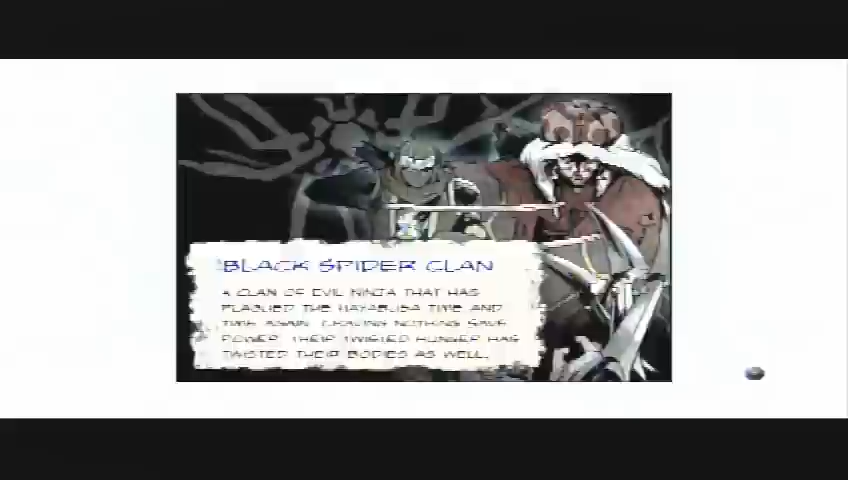 BLACK SPIDER CLAN
A CLAN OF EVIL NINJA THAT HAS
PLAGUED THE HAYABUSA TIME AND
TIME AGAIN. CRAVING NOTHING SAVE
POWER, THEIR TWISTED HUNGER HAS
TWISTED THEIR BODIES AS WELL.